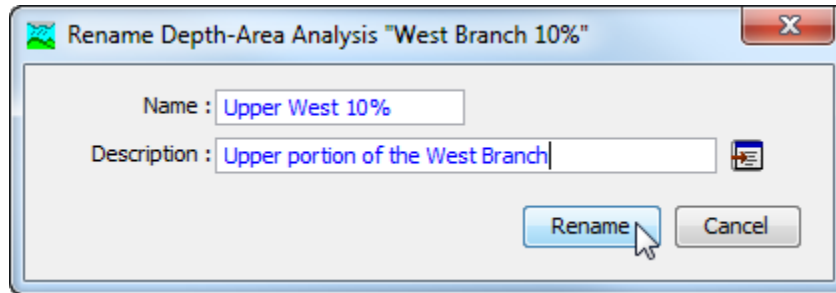 Rename Depth-Area Analysis "West Branch 10%"
Name : Upper West 10%
Description : Upper portion of the West Branch
Rename Cancel